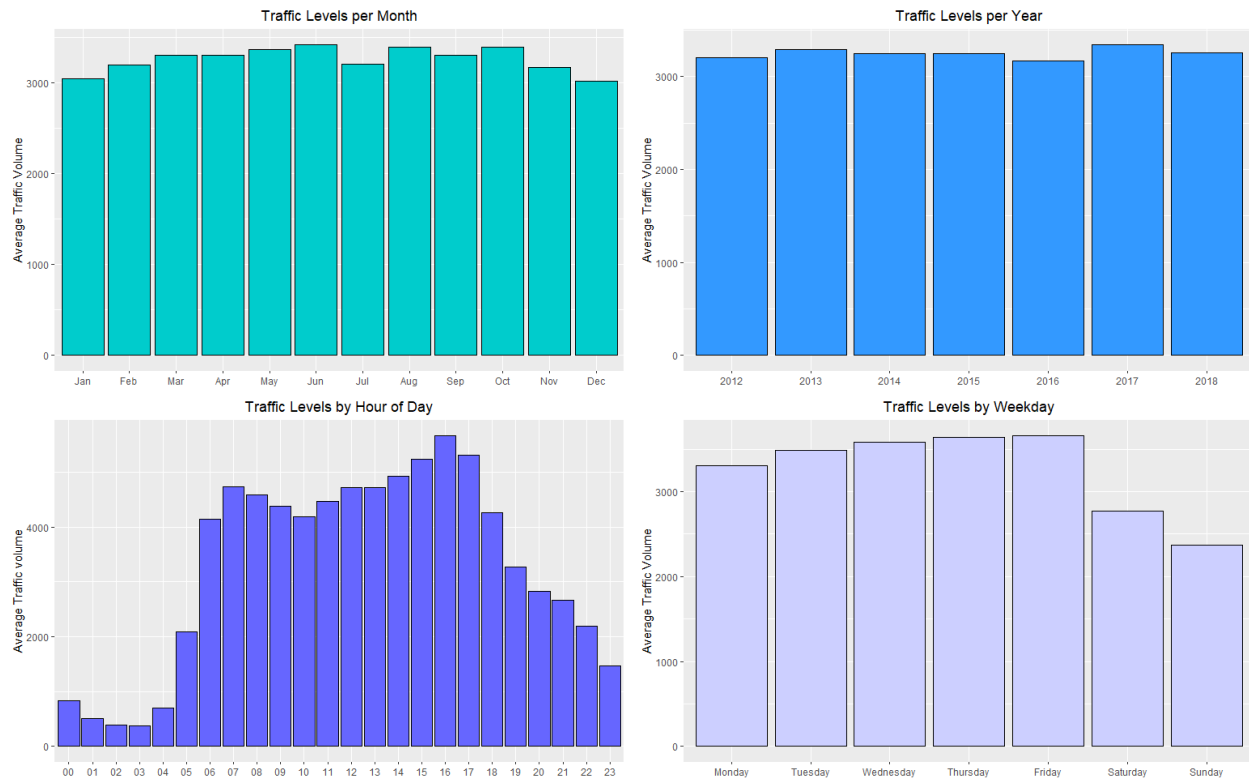 Traffic Levels per Month
Average Traffic Volume
3000
2000
1000
0
Jan Feb Mar Apr May Jun Jul Aug Sep Oct Nov Dec
Traffic Levels per Year
Average Traffic Volume
3000
2000
1000
0
2012 2013 2014 2015 2016 2017 2018
Traffic Levels by Hour of Day
Average Traffic volume
4000
2000
0
00 01 02 03 04 05 06 07 08 09 10 11 12 13 14 15 16 17 18 19 20 21 22 23
Traffic Levels by Weekday
Average Traffic Volume
3000
2000
1000
0
Monday Tuesday Wednesday Thursday Friday Saturday Sunday